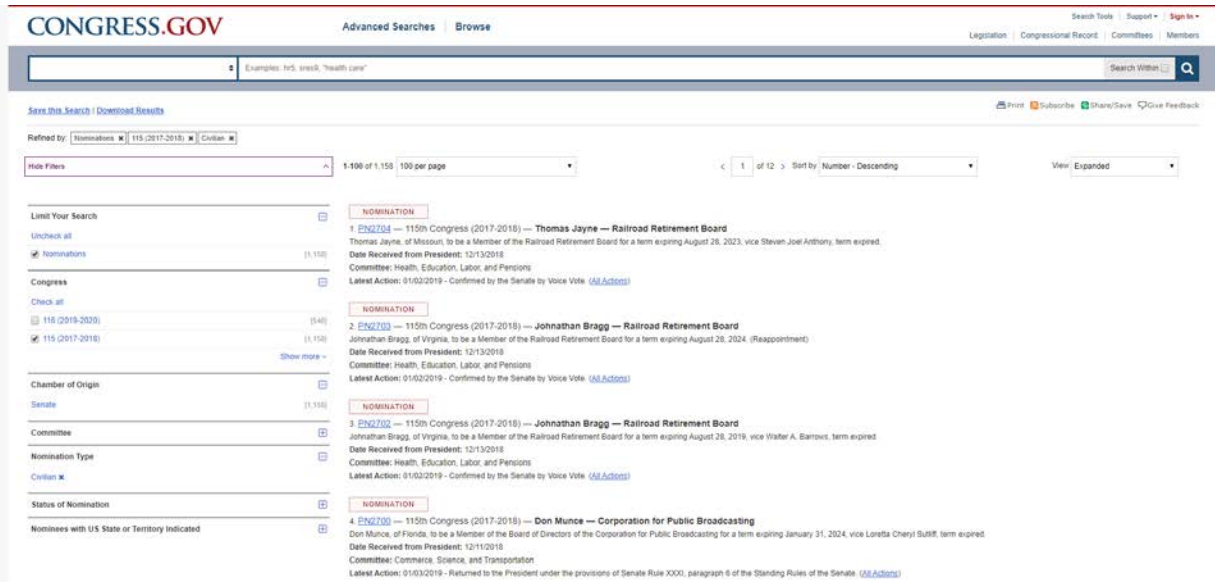 CONGRESS.GOV
Advanced Searches | Browse
Search Tools | Support | Sign In
Legislation | Congressional Record | Committees | Members
Examples: hr5, sres9, "health care"
Search Within
Save this Search | Download Results
Print Subscribe Share/Save Give Feedback
Refined by: Nominations ✖ 115 (2017-2018) ✖ Civilian ✖
Hide Filters
1-100 of 1,158 100 per page
< 1 of 12 > Sort by Number - Descending
View Expanded
Limit Your Search
Uncheck all
Nominations [1,158]
Congress
Check all
116 (2019-2020) [540]
115 (2017-2018) [1,158]
Show more
Chamber of Origin
Senate [1,158]
Committee
Nomination Type
Civilian ✖
Status of Nomination
Nominees with US State or Territory Indicated
NOMINATION
1. PN2704 — 115th Congress (2017-2018) — Thomas Jayne — Railroad Retirement Board
Thomas Jayne, of Missouri, to be a Member of the Railroad Retirement Board for a term expiring August 28, 2023, vice Steven Joel Anthony, term expired.
Date Received from President: 12/13/2018
Committee: Health, Education, Labor, and Pensions
Latest Action: 01/02/2019 - Confirmed by the Senate by Voice Vote. (All Actions)
NOMINATION
2. PN2703 — 115th Congress (2017-2018) — Johnathan Bragg — Railroad Retirement Board
Johnathan Bragg, of Virginia, to be a Member of the Railroad Retirement Board for a term expiring August 28, 2024. (Reappointment)
Date Received from President: 12/13/2018
Committee: Health, Education, Labor, and Pensions
Latest Action: 01/02/2019 - Confirmed by the Senate by Voice Vote. (All Actions)
NOMINATION
3. PN2702 — 115th Congress (2017-2018) — Johnathan Bragg — Railroad Retirement Board
Johnathan Bragg, of Virginia, to be a Member of the Railroad Retirement Board for a term expiring August 28, 2019, vice Walter A. Barrows, term expired.
Date Received from President: 12/13/2018
Committee: Health, Education, Labor, and Pensions
Latest Action: 01/02/2019 - Confirmed by the Senate by Voice Vote. (All Actions)
NOMINATION
4. PN2700 — 115th Congress (2017-2018) — Don Munce — Corporation for Public Broadcasting
Don Munce, of Florida, to be a Member of the Board of Directors of the Corporation for Public Broadcasting for a term expiring January 31, 2024, vice Loretta Cheryl Sutliff, term expired.
Date Received from President: 12/11/2018
Committee: Commerce, Science, and Transportation
Latest Action: 01/03/2019 - Returned to the President under the provisions of Senate Rule XXXI, paragraph 6 of the Standing Rules of the Senate. (All Actions)